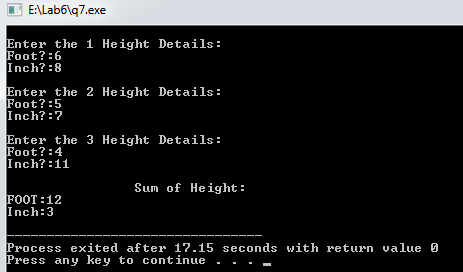 E:\Lab6\q7.exe
Enter the 1 Height Details:
Foot?:6
Inch?:8
Enter the 2 Height Details:
Foot?:5
Inch?:7
Enter the 3 Height Details:
Foot?:4
Inch?:11
Sum of Height:
FOOT:12
Inch:3
--------------------------------
Process exited after 17.15 seconds with return value 0
Press any key to continue . . . _